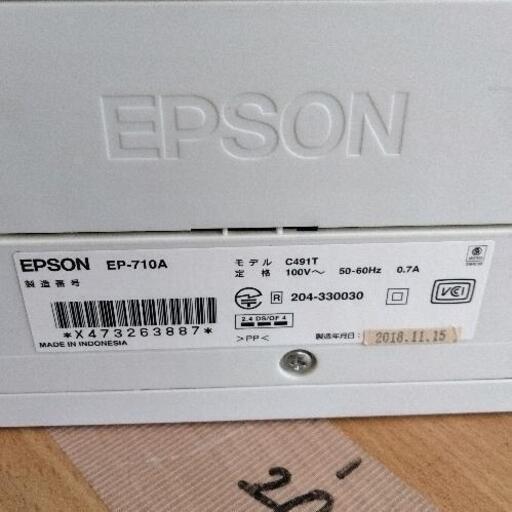 EPSON
EPSON EP-710A
製造番号
*X473263887*
MADE IN INDONESIA
モデル C491T
定格 100V～ 50-60Hz 0.7A
R 204-330030
2.4 DS/OF 4
>PP<
製造年月日: 2018.11.15
VCCI